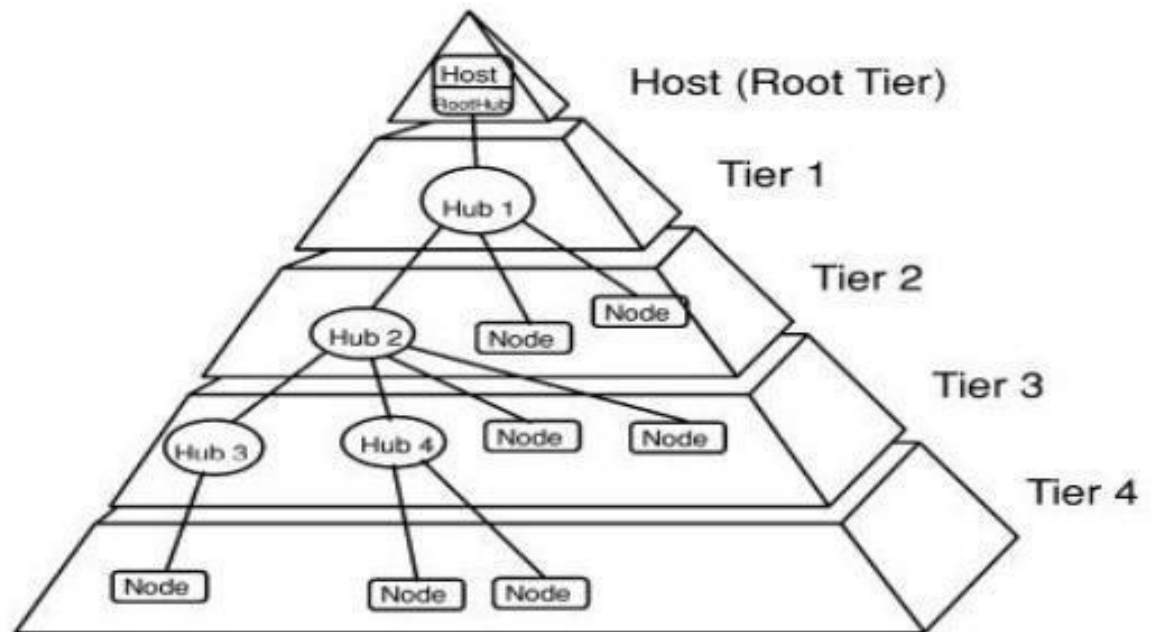 Host
RootHub
Host (Root Tier)
Tier 1
Hub 1
Tier 2
Node
Hub 2
Node
Tier 3
Hub 3
Hub 4
Node
Node
Tier 4
Node
Node
Node